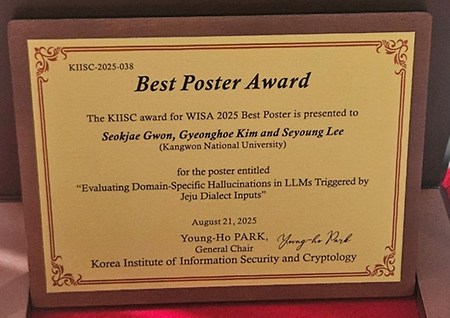 KIISC-2025-038
Best Poster Award
The KIISC award for WISA 2025 Best Poster is presented to
Seokjae Gwon, Gyeonghoe Kim and Seyoung Lee
(Kangwon National University)
for the poster entitled
“Evaluating Domain-Specific Hallucinations in LLMs Triggered by
Jeju Dialect Inputs”
August 21, 2025
Young-Ho PARK, Young-ho Park
General Chair
Korea Institute of Information Security and Cryptology